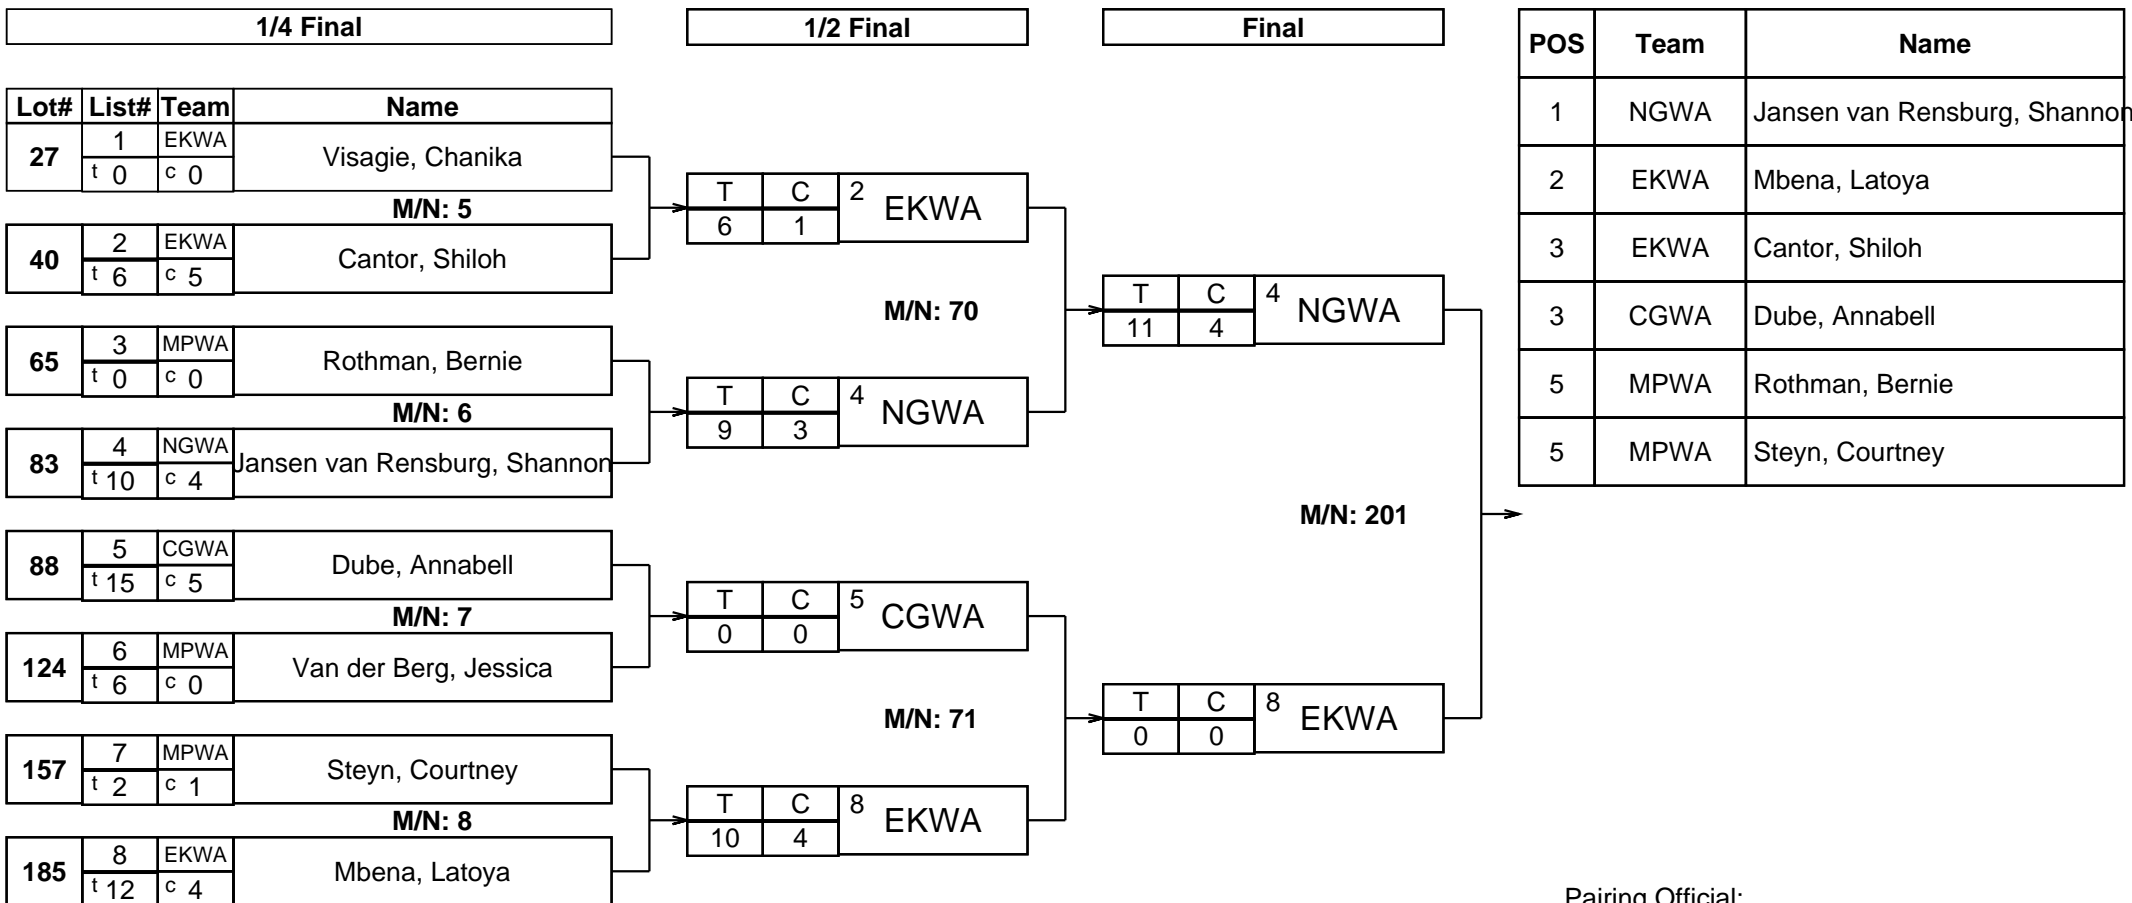 1/4 Final
1/2 Final
Final
POS Team Name
1 NGWA Jansen van Rensburg, Shannon
2 EKWA Mbena, Latoya
3 EKWA Cantor, Shiloh
3 CGWA Dube, Annabell
5 MPWA Rothman, Bernie
5 MPWA Steyn, Courtney
Lot# List# Team Name
27 1 EKWA Visagie, Chanika
t 0 c 0
M/N: 5
40 2 EKWA Cantor, Shiloh
t 6 c 5
65 3 MPWA Rothman, Bernie
t 0 c 0
M/N: 6
83 4 NGWA Jansen van Rensburg, Shannon
t 10 c 4
88 5 CGWA Dube, Annabell
t 15 c 5
M/N: 7
124 6 MPWA Van der Berg, Jessica
t 6 c 0
157 7 MPWA Steyn, Courtney
t 2 c 1
M/N: 8
185 8 EKWA Mbena, Latoya
t 12 c 4
T C 2 EKWA
6 1
M/N: 70
T C 4 NGWA
9 3
T C 5 CGWA
0 0
M/N: 71
T C 8 EKWA
10 4
T C 4 NGWA
11 4
M/N: 201
T C 8 EKWA
0 0
Pairing Official: